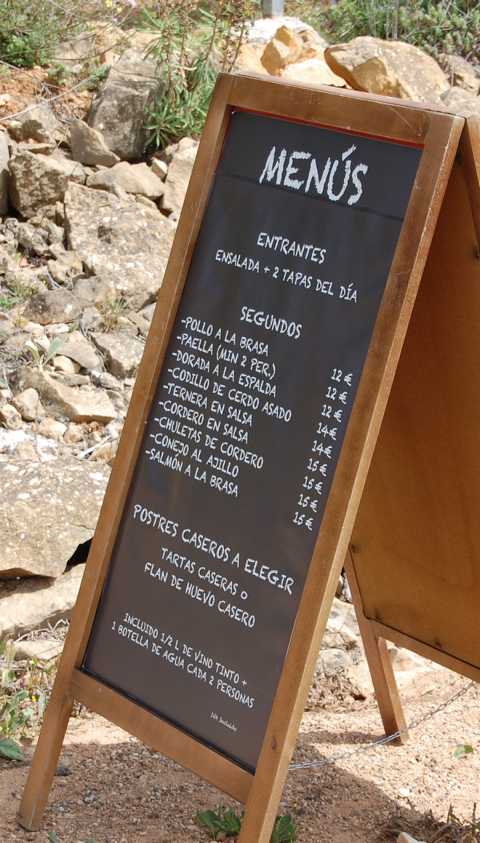 MENÚS
ENTRANTES
ENSALADA + 2 TAPAS DEL DÍA
SEGUNDOS
-POLLO A LA BRASA 12 €
-PAELLA (MIN 2 PER.) 12 €
-DORADA A LA ESPALDA 12 €
-CODILLO DE CERDO ASADO 14€
-TERNERA EN SALSA 14€
-CORDERO EN SALSA 15€
-CHULETAS DE CORDERO 15€
-CONEJO AL AJILLO 15€
-SALMÓN A LA BRASA 15€
POSTRES CASEROS A ELEGIR
TARTAS CASERAS O
FLAN DE HUEVO CASERO
INCLUIDO 1/2 L DE VINO TINTO +
1 BOTELLA DE AGUA CADA 2 PERSONAS